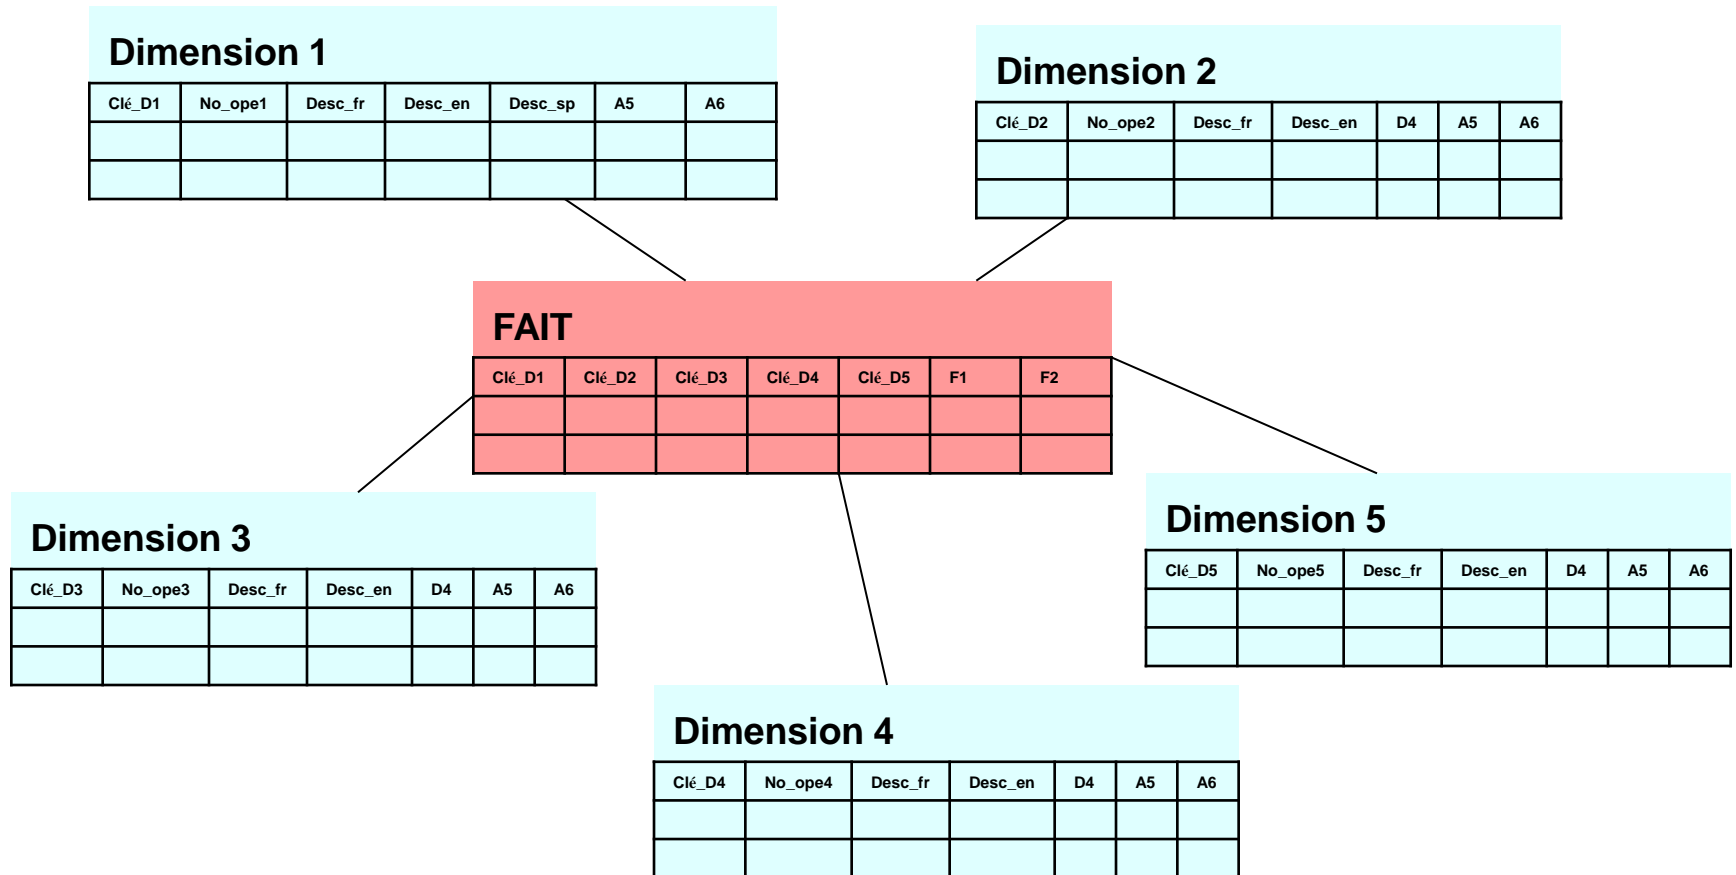 Dimension 1
Clé_D1 No_ope1 Desc_fr Desc_en Desc_sp A5 A6
Dimension 2
Clé_D2 No_ope2 Desc_fr Desc_en D4 A5 A6
FAIT
Clé_D1 Clé_D2 Clé_D3 Clé_D4 Clé_D5 F1 F2
Dimension 3
Clé_D3 No_ope3 Desc_fr Desc_en D4 A5 A6
Dimension 5
Clé_D5 No_ope5 Desc_fr Desc_en D4 A5 A6
Dimension 4
Clé_D4 No_ope4 Desc_fr Desc_en D4 A5 A6